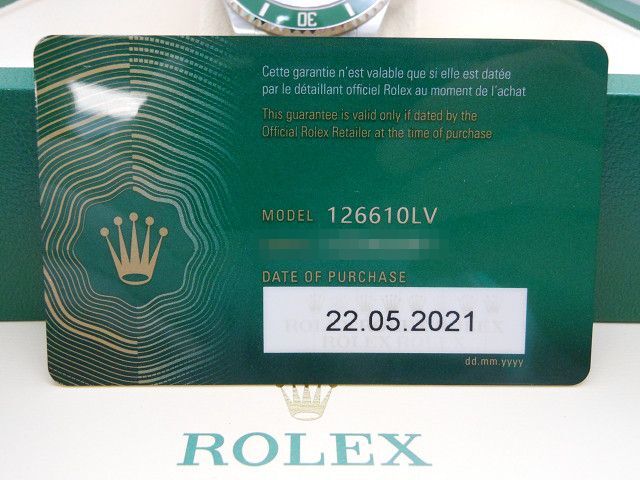 30
Cette garantie n'est valable que si elle est datée
par le détaillant officiel Rolex au moment de l'achat
This guarantee is valid only if dated by the
Official Rolex Retailer at the time of purchase
MODEL 126610LV
DATE OF PURCHASE
ROLEX
22.05.2021
dd.mm.yyyy
ROLEX